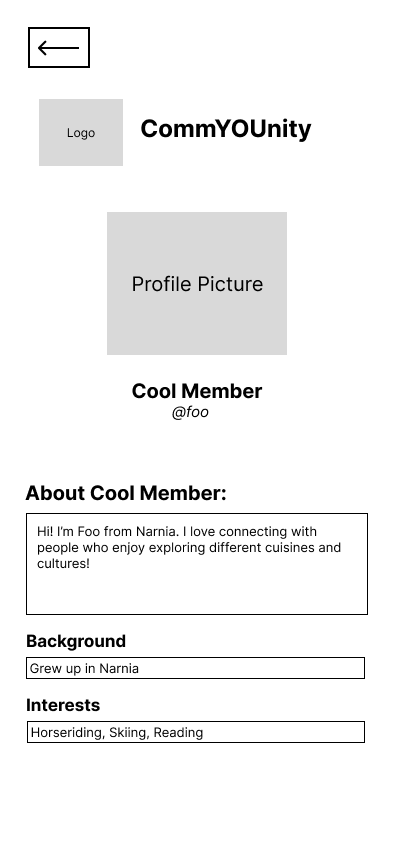 Logo
CommYOUnity
Profile Picture
Cool Member
@foo
About Cool Member:
Hi! I'm Foo from Narnia. I love connecting with
people who enjoy exploring different cuisines and
cultures!
Background
Grew up in Narnia
Interests
Horseriding, Skiing, Reading